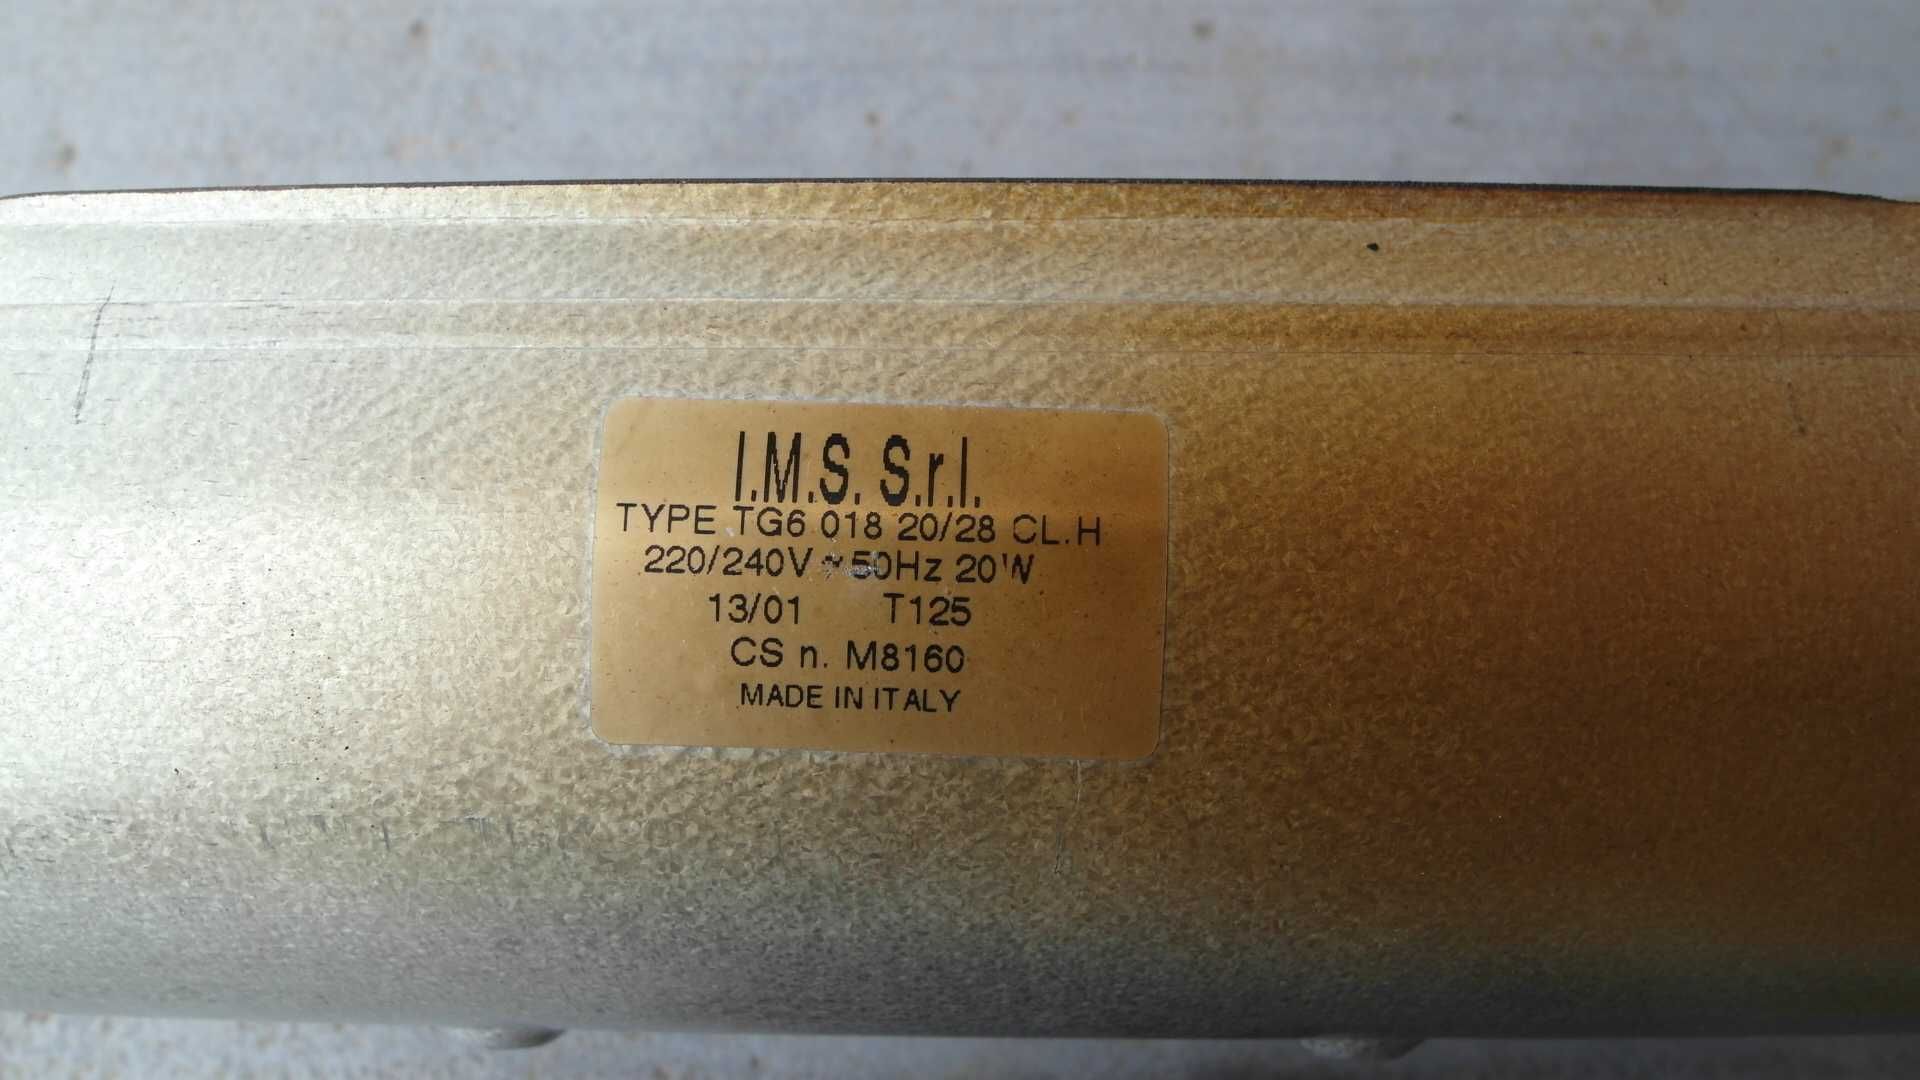 I.M.S. S.r.l.
TYPE TG6 018 20/28 CL.H
220/240V ~ 50Hz 20W
13/01 T125
CS n. M8160
MADE IN ITALY